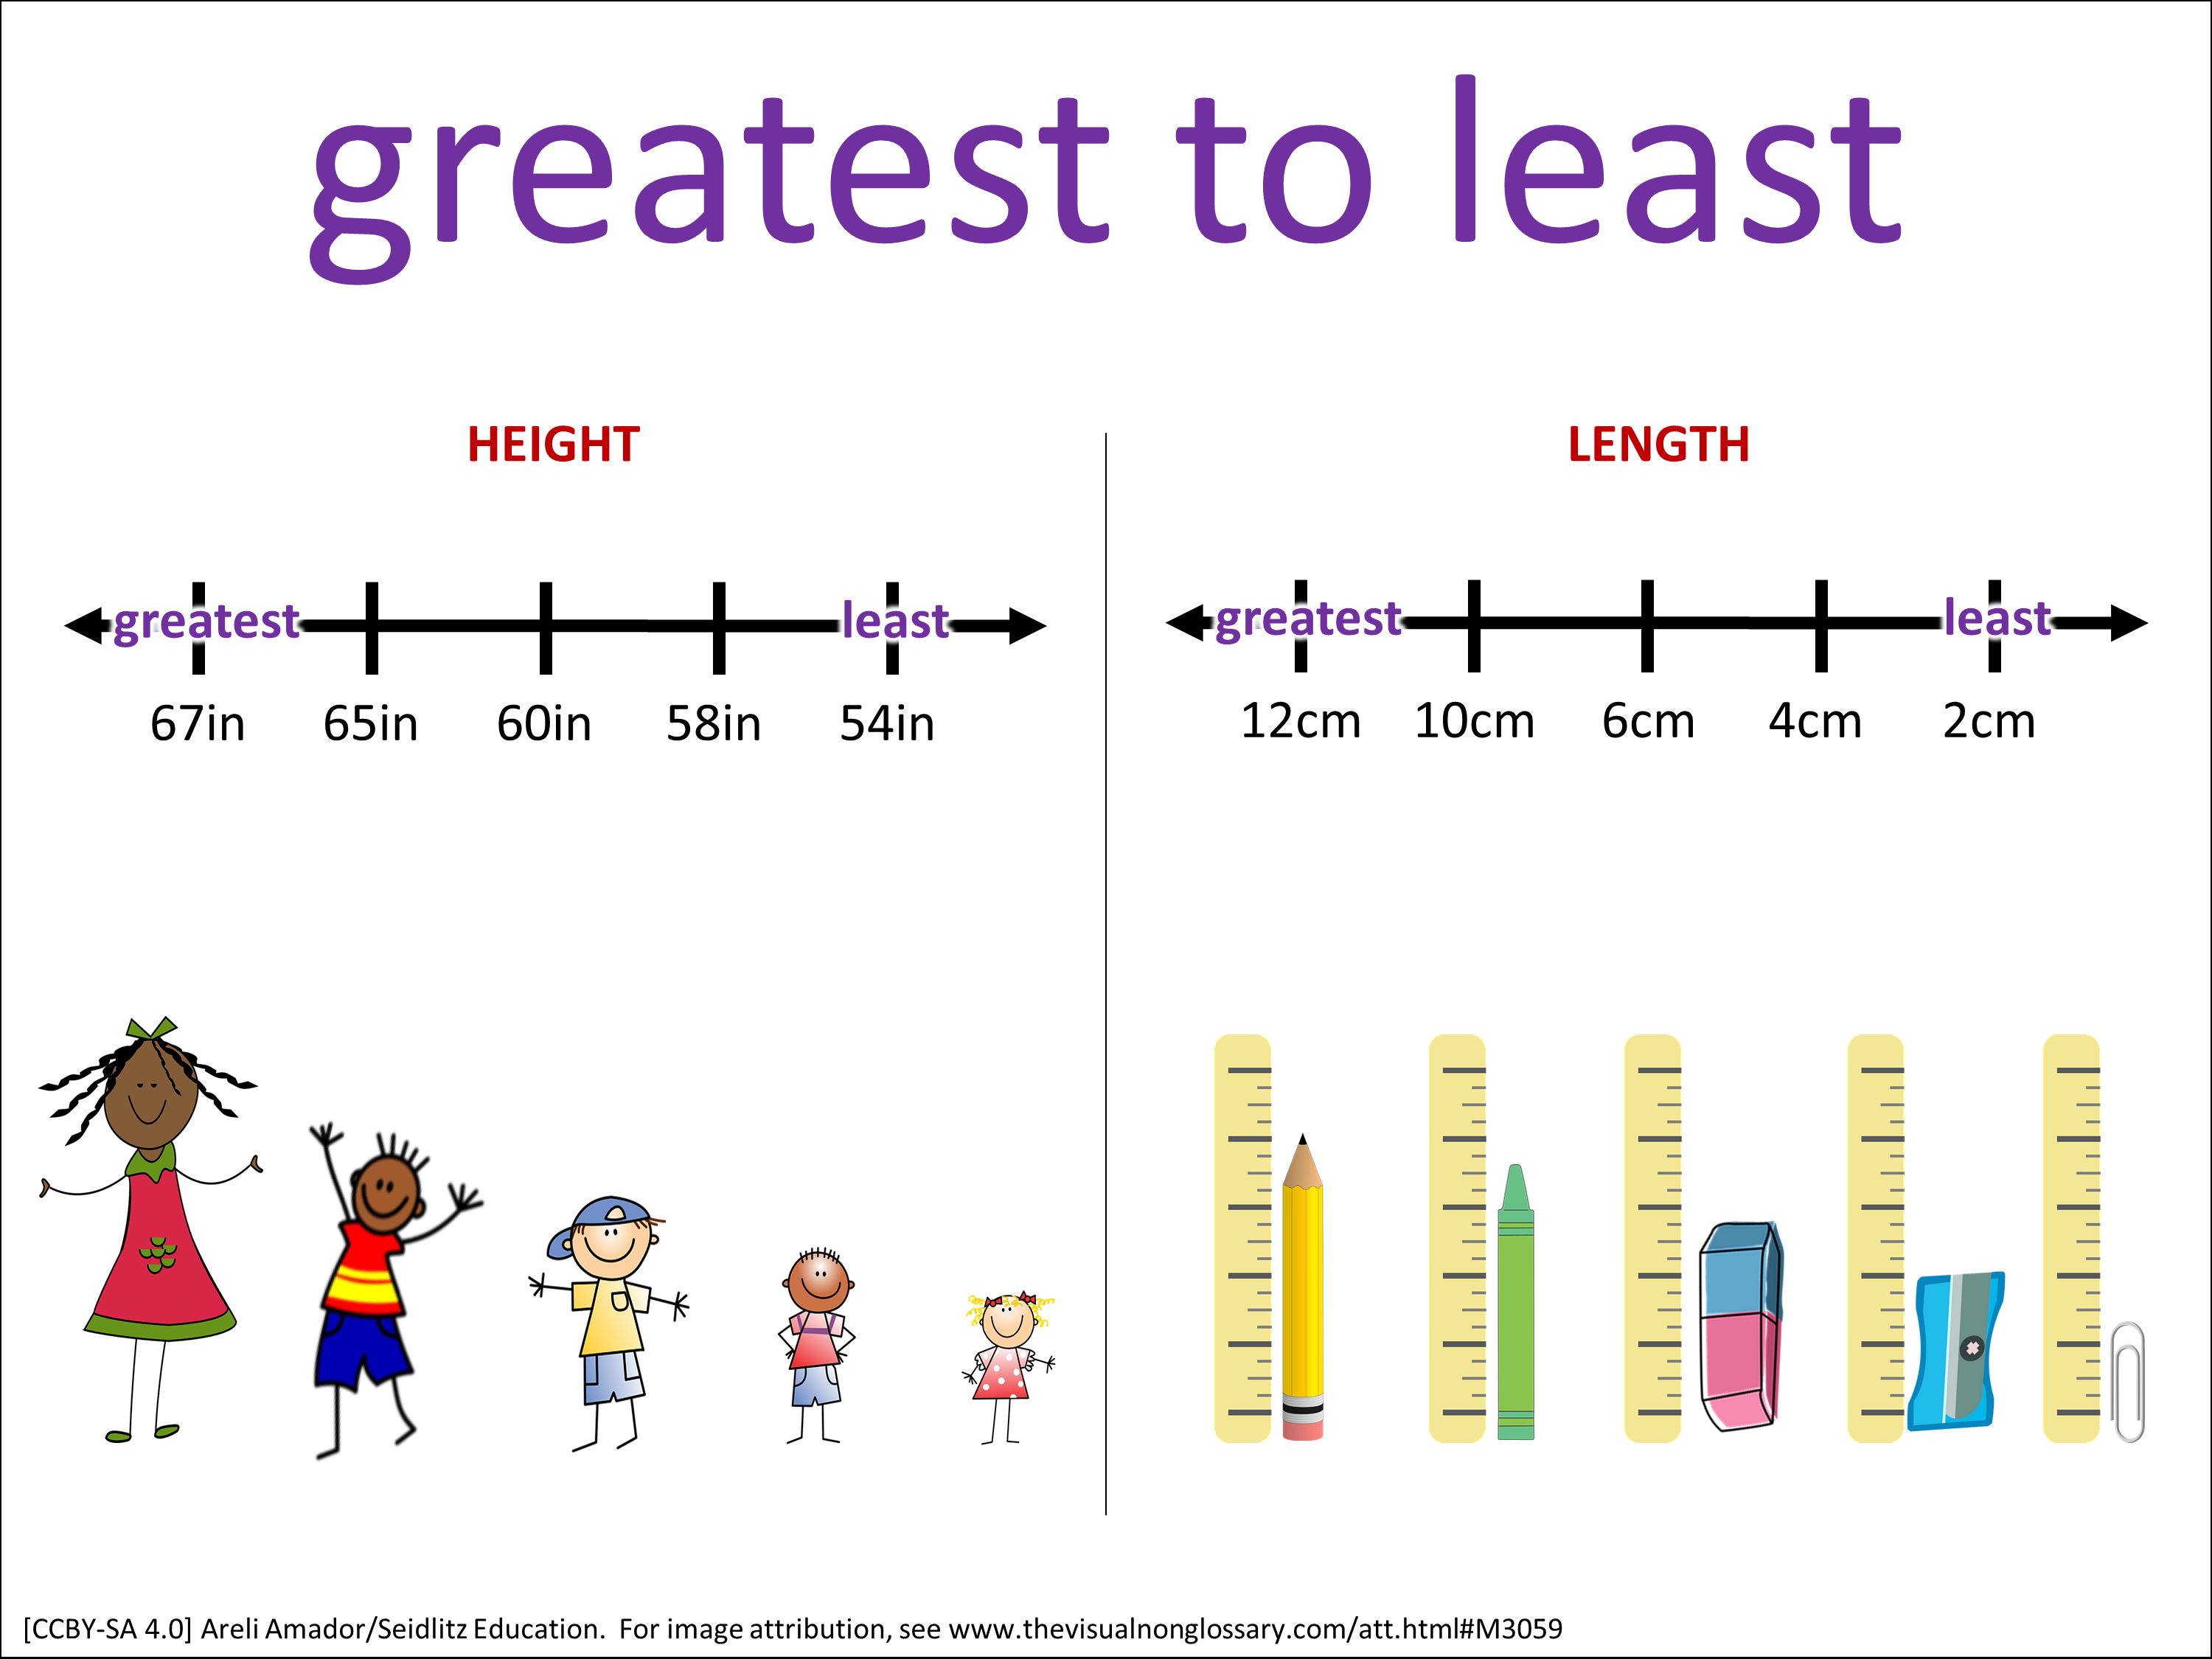 greatest to least
HEIGHT
greatest least
67in 65in 60in 58in 54in
LENGTH
greatest least
12cm 10cm 6cm 4cm 2cm
[CCBY-SA 4.0] Areli Amador/Seidlitz Education.  For image attribution, see www.thevisualnonglossary.com/att.html#M3059